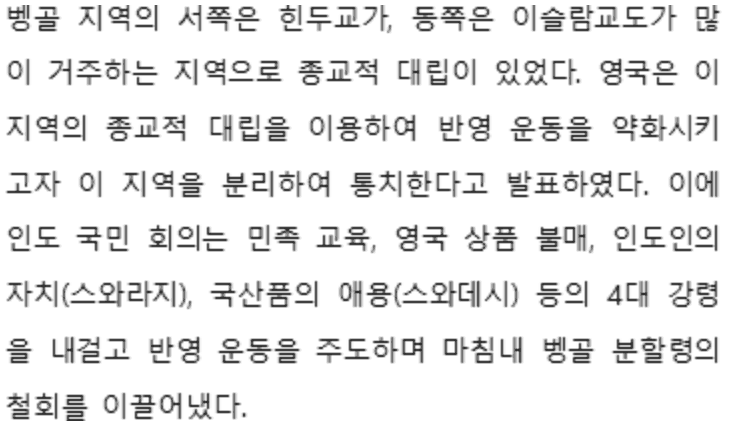 벵골 지역의 서쪽은 힌두교가, 동쪽은 이슬람교도가 많
이 거주하는 지역으로 종교적 대립이 있었다. 영국은 이
지역의 종교적 대립을 이용하여 반영 운동을 약화시키
고자 이 지역을 분리하여 통치한다고 발표하였다. 이에
인도 국민 회의는 민족 교육, 영국 상품 불매, 인도인의
자치(스와라지), 국산품의 애용(스와데시) 등의 4대 강령
을 내걸고 반영 운동을 주도하며 마침내 벵골 분할령의
철회를 이끌어냈다.